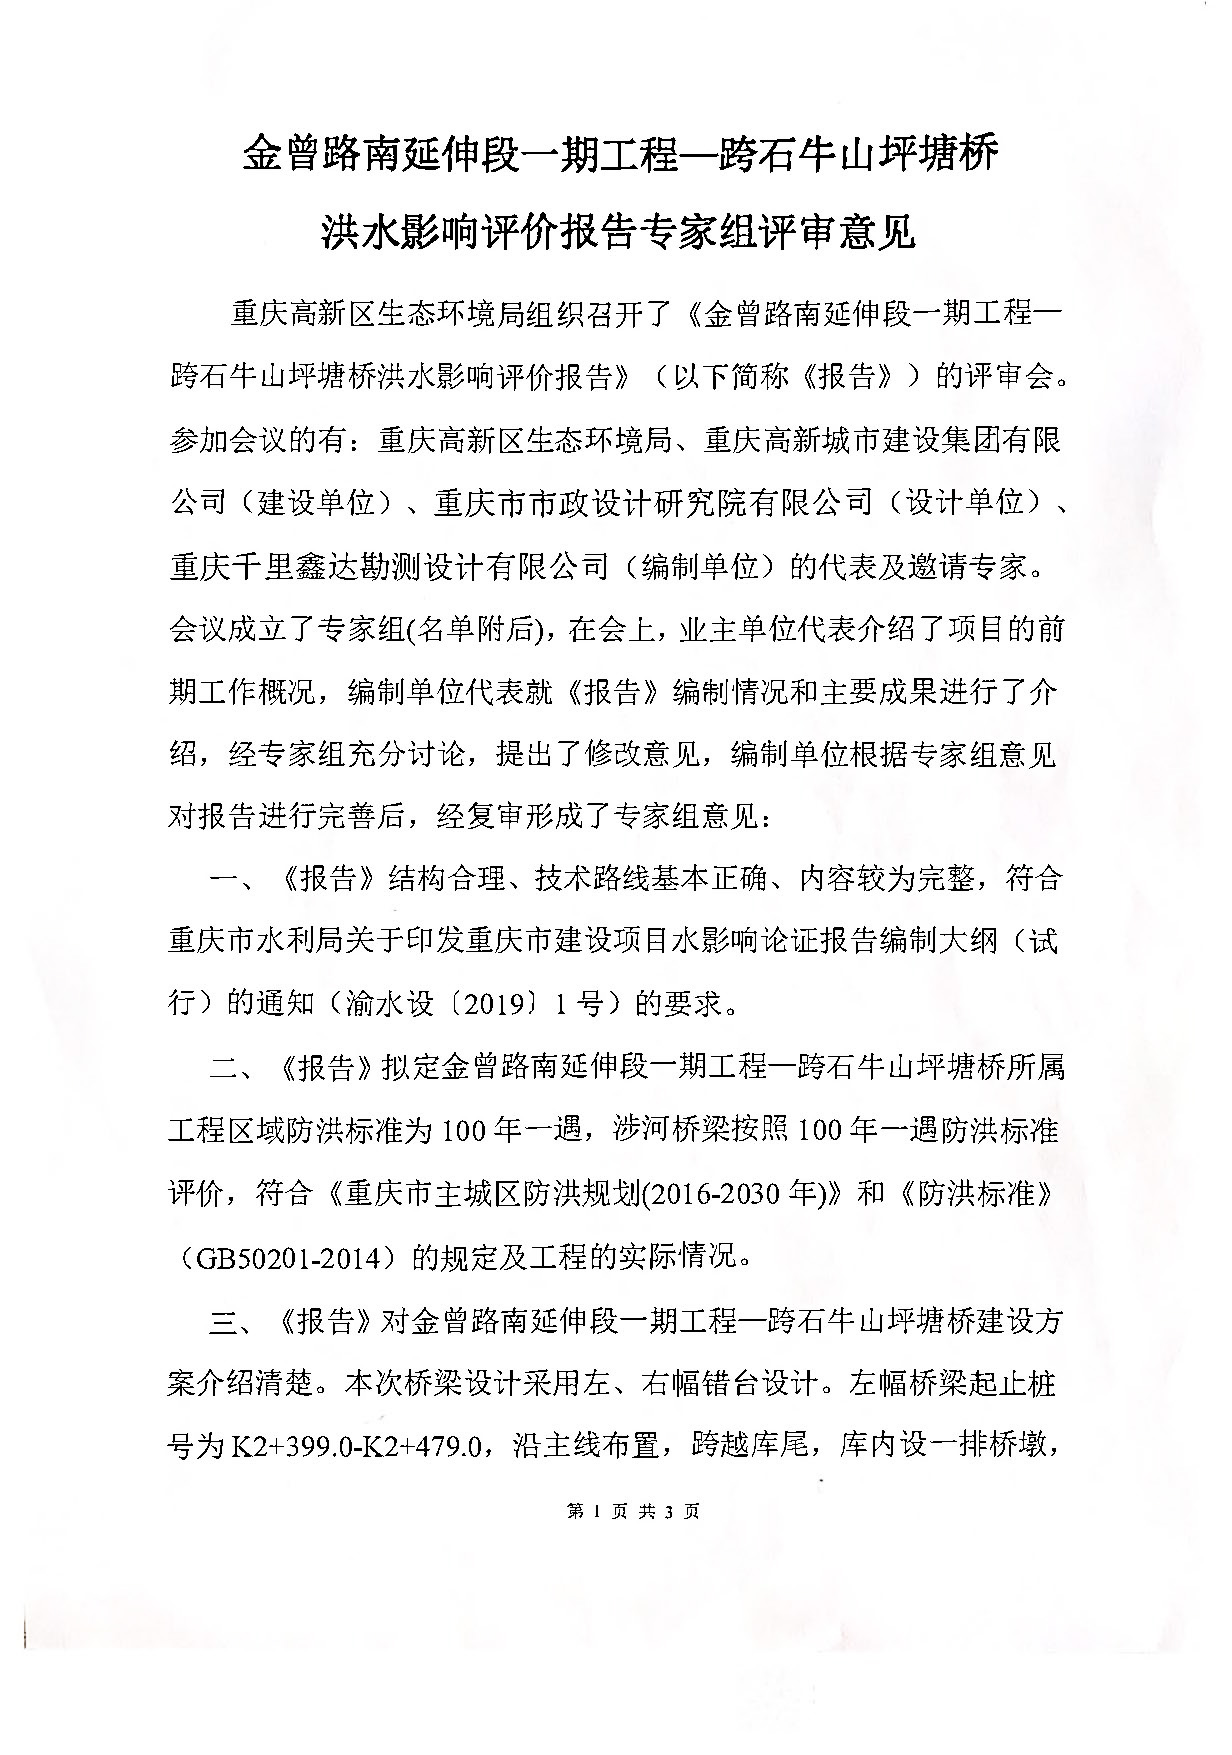 金曾路南延伸段一期工程—跨石牛山坪塘桥
洪水影响评价报告专家组评审意见
重庆高新区生态环境局组织召开了《金曾路南延伸段一期工程—
跨石牛山坪塘桥洪水影响评价报告》（以下简称《报告》）的评审会。
参加会议的有：重庆高新区生态环境局、重庆高新城市建设集团有限
公司（建设单位）、重庆市市政设计研究院有限公司（设计单位）、
重庆千里鑫达勘测设计有限公司（编制单位）的代表及邀请专家。
会议成立了专家组(名单附后)，在会上，业主单位代表介绍了项目的前
期工作概况，编制单位代表就《报告》编制情况和主要成果进行了介
绍，经专家组充分讨论，提出了修改意见，编制单位根据专家组意见
对报告进行完善后，经复审形成了专家组意见：
一、《报告》结构合理、技术路线基本正确、内容较为完整，符合
重庆市水利局关于印发重庆市建设项目水影响论证报告编制大纲（试
行）的通知（渝水设〔2019〕1 号）的要求。
二、《报告》拟定金曾路南延伸段一期工程—跨石牛山坪塘桥所属
工程区域防洪标准为 100 年一遇，涉河桥梁按照 100 年一遇防洪标准
评价，符合《重庆市主城区防洪规划(2016-2030 年)》和《防洪标准》
（GB50201-2014）的规定及工程的实际情况。
三、《报告》对金曾路南延伸段一期工程—跨石牛山坪塘桥建设方
案介绍清楚。本次桥梁设计采用左、右幅错台设计。左幅桥梁起止桩
号为 K2+399.0-K2+479.0，沿主线布置，跨越库尾，库内设一排桥墩，
第 1 页 共 3 页